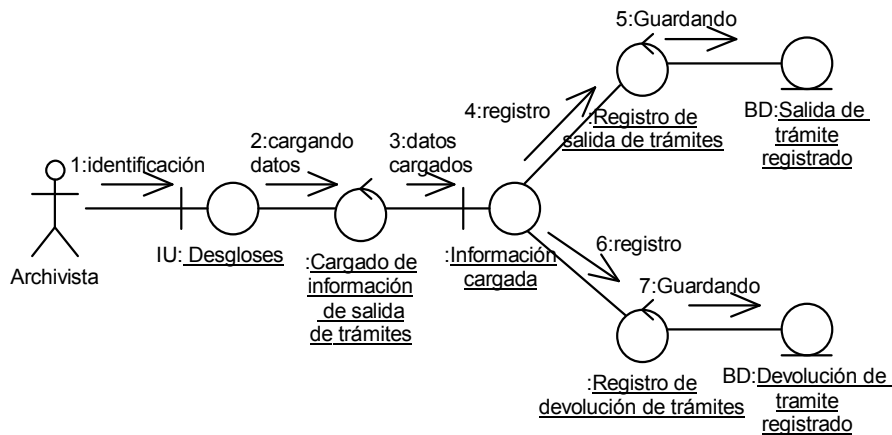 5:Guardando
4:registro
:Registro de
salida de trámites
BD:Salida de
trámite
registrado
2:cargando
datos
3:datos
cargados
1:identificación
Archivista
IU: Desgloses
:Cargado de
información
de salida
de trámites
:Información
cargada
6:registro
7:Guardando
:Registro de
devolución de trámites
BD:Devolución de
tramite
registrado